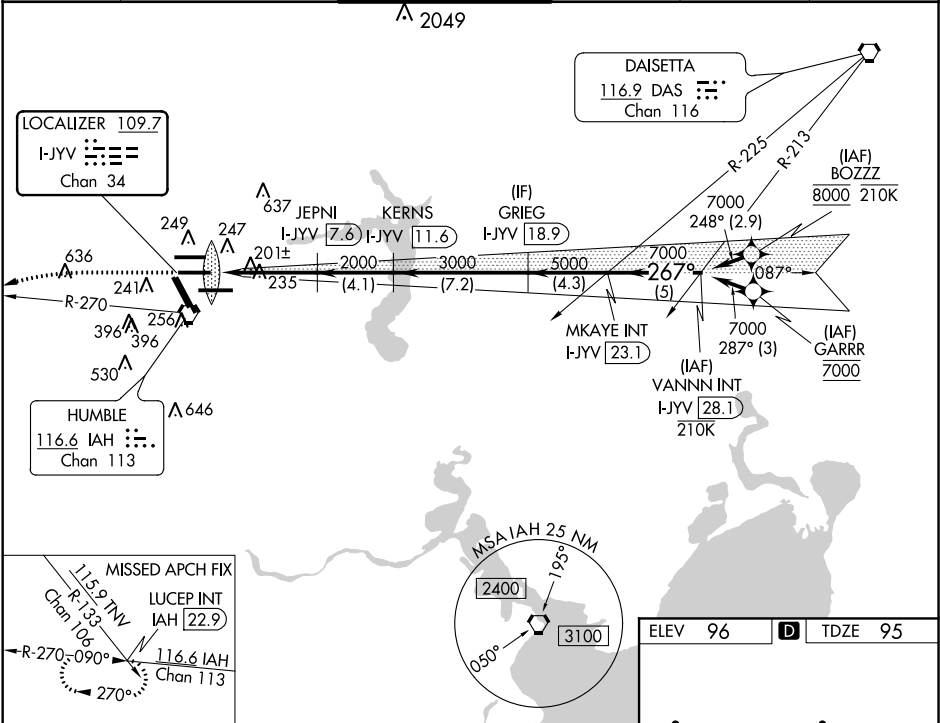 2049
DAISETTA
116.9 DAS
Chan 116
LOCALIZER 109.7
I-JYV
Chan 34
R-225
R-213
(IAF)
BOZZZ
8000 210K
7000
248° (2.9)
637
JEPNI
I-JYV 7.6
KERNS
I-JYV 11.6
(IF)
GRIEG
I-JYV 18.9
249
247
201±
235
636
241
R-270
256
396
396
530
2000
(4.1)
3000
(7.2)
5000
(4.3)
7000
267°
(5)
087°
MKAYE INT
I-JYV 23.1
7000
287° (3)
(IAF)
GARRR
7000
(IAF)
VANNN INT
I-JYV 28.1
210K
HUMBLE
116.6 IAH
Chan 113
646
MISSED APCH FIX
115.9 TNV
R-133
Chan 106
LUCEP INT
IAH 22.9
R-270-090°
116.6 IAH
Chan 113
270°
MSA IAH 25 NM
195°
2400
3100
050°
ELEV 96 D TDZE 95